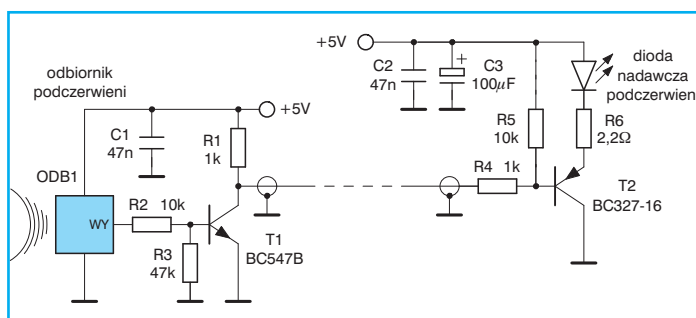 odbiornik
podczerwieni
+5V
C1
47n
R1
1k
ODB1
WY
R2 10k
R3
47k
T1
BC547B
+5V
C2
47n
+
C3
100µF
R5
10k
R4 1k
dioda
nadawcza
podczerwien
R6
2,2Ω
T2
BC327-16